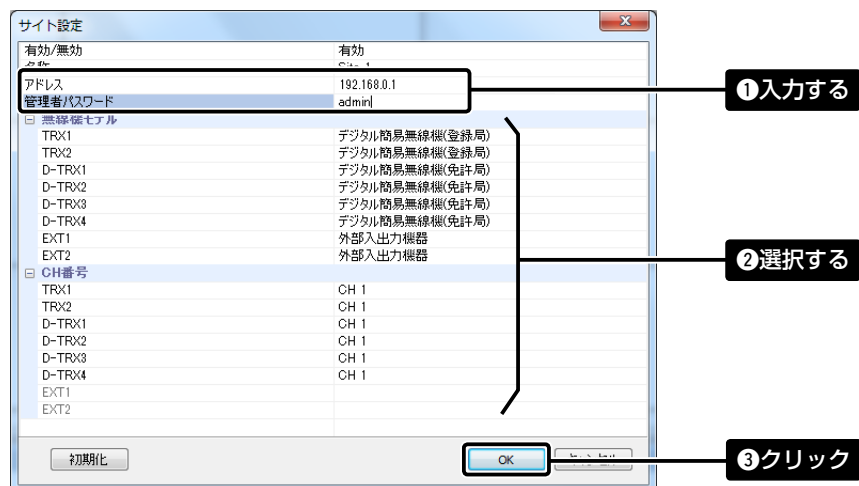 サイト設定
有効/無効 有効
アドレス 192.168.0.1
管理者パスワード admin
❶入力する
無線機モデル
TRX1 デジタル簡易無線機(登録局)
TRX2 デジタル簡易無線機(登録局)
D-TRX1 デジタル簡易無線機(免許局)
D-TRX2 デジタル簡易無線機(免許局)
D-TRX3 デジタル簡易無線機(免許局)
D-TRX4 デジタル簡易無線機(免許局)
EXT1 外部入出力機器
EXT2 外部入出力機器
❷選択する
CH番号
TRX1 CH 1
TRX2 CH 1
D-TRX1 CH 1
D-TRX2 CH 1
D-TRX3 CH 1
D-TRX4 CH 1
EXT1
EXT2
初期化 OK
❸クリック